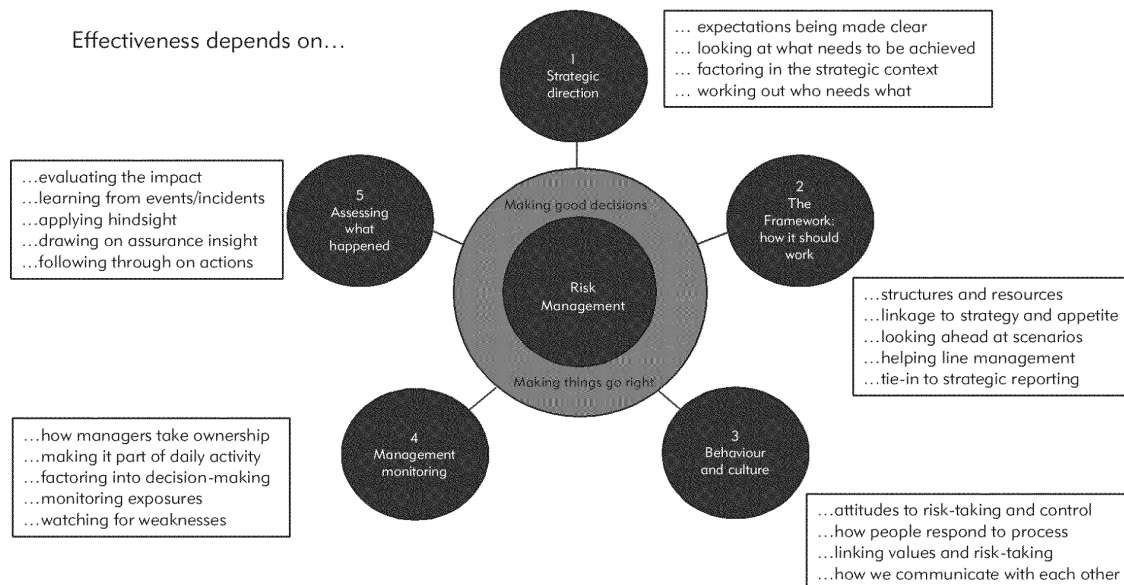 Effectiveness depends on…
1
Strategic
direction
… expectations being made clear
… looking at what needs to be achieved
… factoring in the strategic context
… working out who needs what
2
The
Framework:
how it should
work
…structures and resources
…linkage to strategy and appetite
…looking ahead at scenarios
…helping line management
…tie-in to strategic reporting
3
Behaviour
and culture
…attitudes to risk-taking and control
…how people respond to process
…linking values and risk-taking
…how we communicate with each other
4
Management
monitoring
…how managers take ownership
…making it part of daily activity
…factoring into decision-making
…monitoring exposures
…watching for weaknesses
5
Assessing
what
happened
…evaluating the impact
…learning from events/incidents
…applying hindsight
…drawing on assurance insight
…following through on actions
Making good decisions
Risk
Management
Making things go right